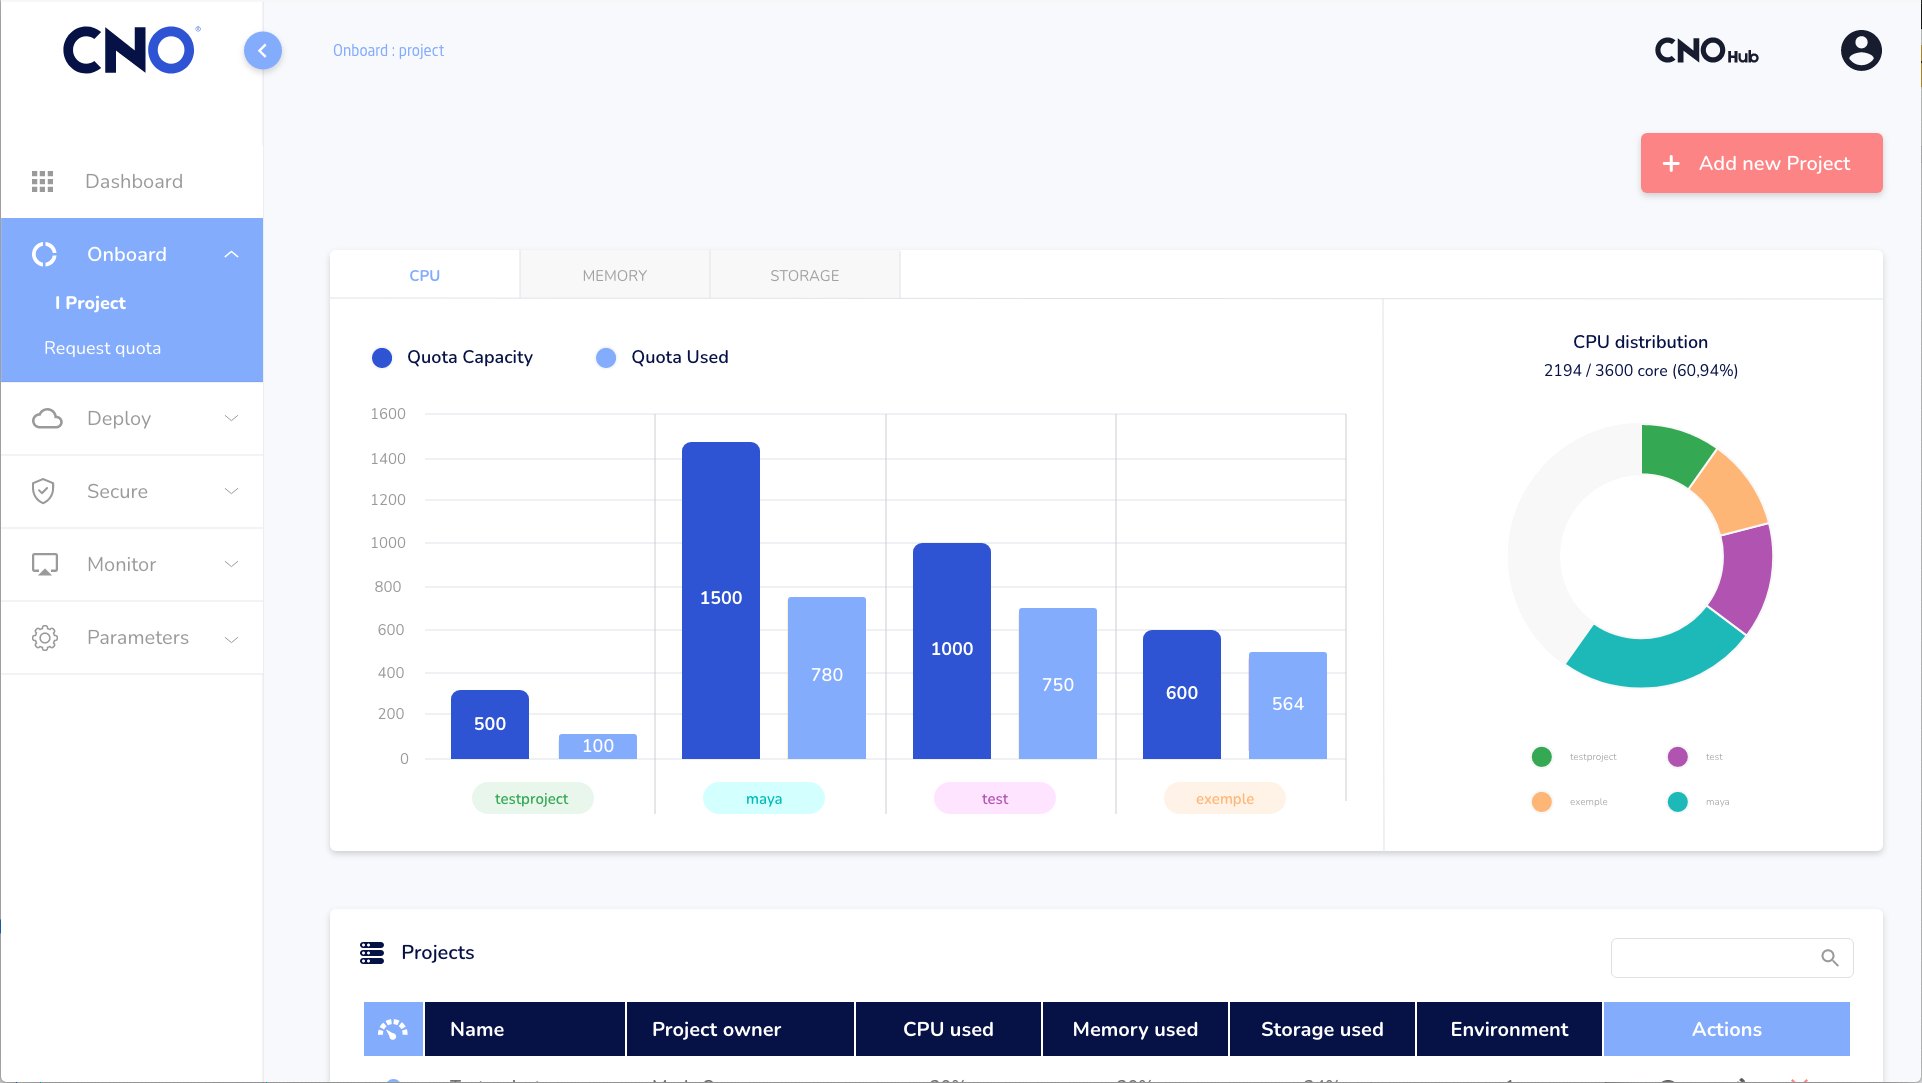 CNO
Onboard : project
CNO Hub
Add new Project
Dashboard
Onboard
I Project
Request quota
Deploy
Secure
Monitor
Parameters
CPU
MEMORY
STORAGE
Quota Capacity
Quota Used
1600
1400
1200
1000
800
600
400
200
0
500
100
1500
780
1000
750
600
564
testproject
maya
test
exemple
CPU distribution
2194 / 3600 core (60,94%)
testproject
test
exemple
maya
Projects
Name
Project owner
CPU used
Memory used
Storage used
Environment
Actions